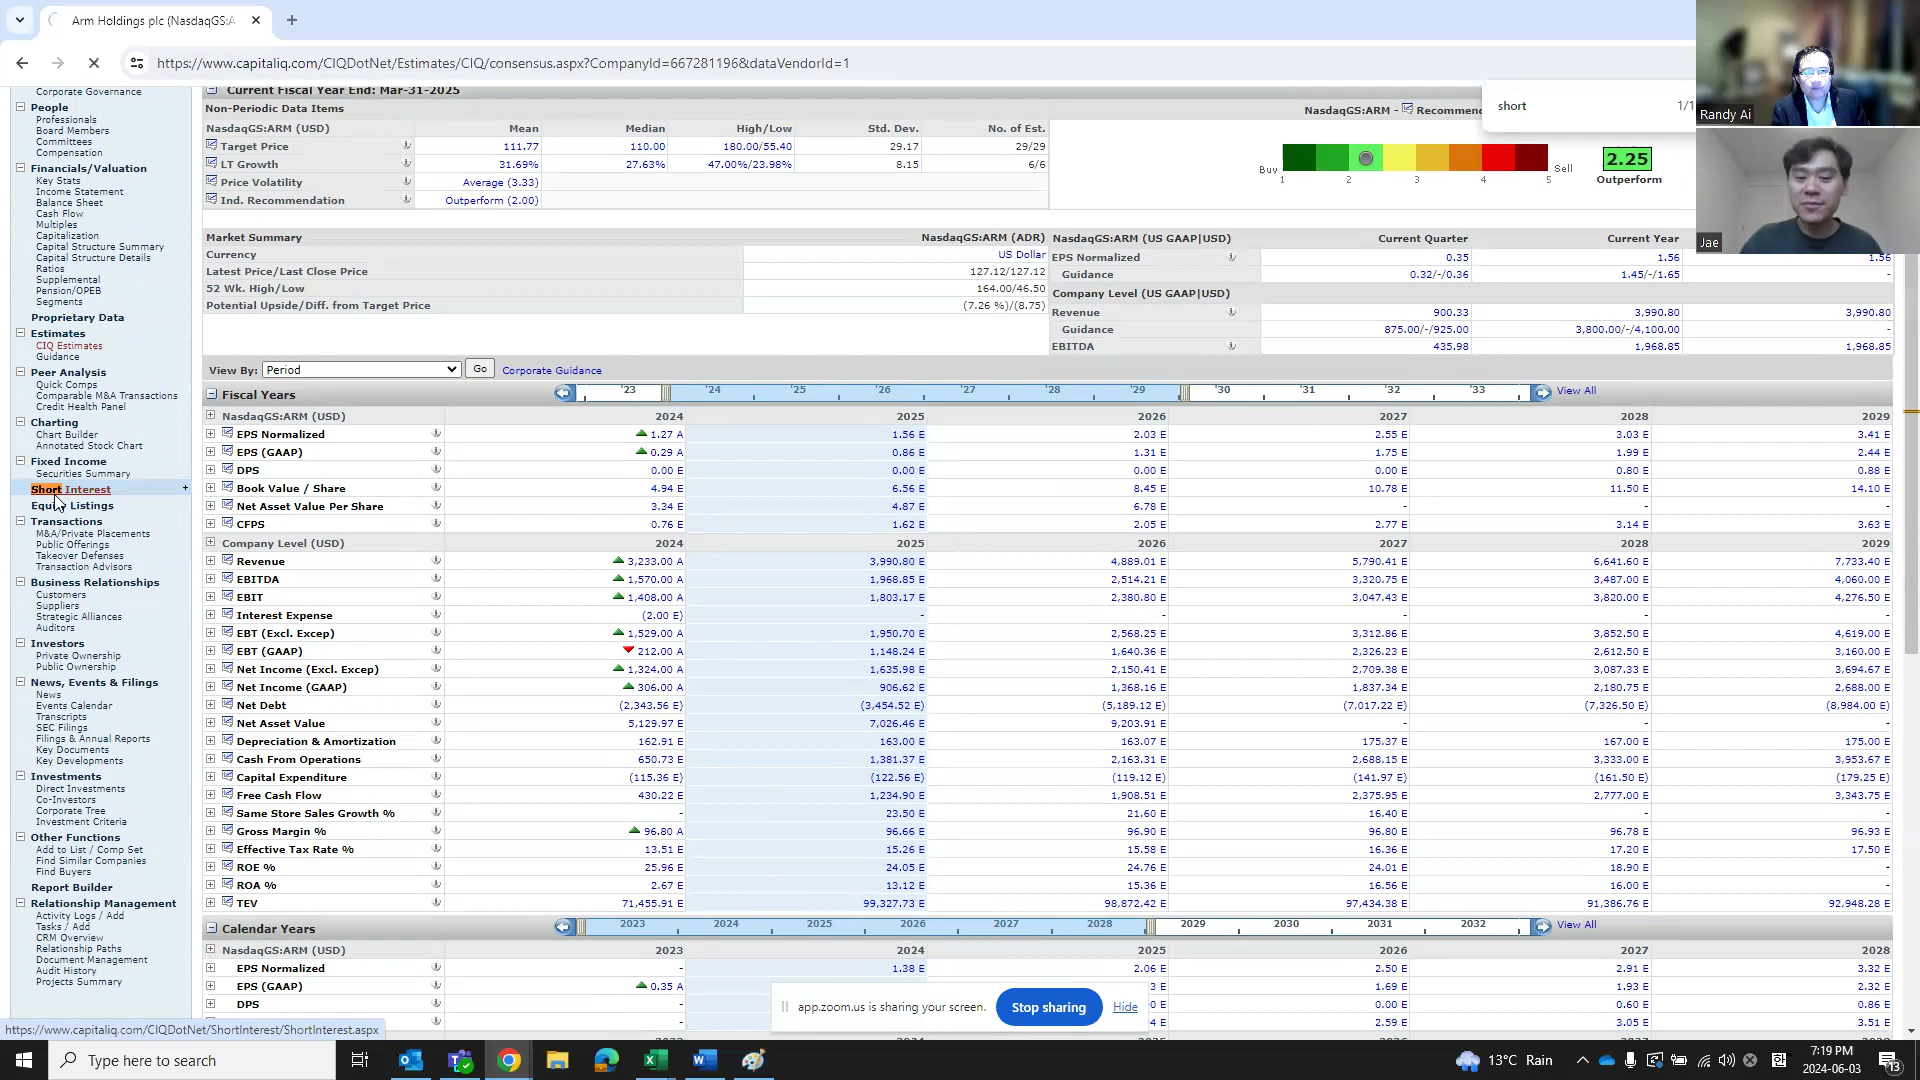 Arm Holdings plc (NasdaqGS:A
https://www.capitaliq.com/CIQDotNet/Estimates/CIQ/consensus.aspx?CompanyId=667281196&dataVendorId=1
short 1/1
Randy Ai
Jae
Corporate Governance
People
Professionals
Board Members
Committees
Compensation
Financials/Valuation
Key Stats
Income Statement
Balance Sheet
Cash Flow
Multiples
Capitalization
Capital Structure Summary
Capital Structure Details
Ratios
Supplemental
Pension/OPEB
Segments
Proprietary Data
Estimates
CIQ Estimates
Guidance
Peer Analysis
Quick Comps
Comparable M&A Transactions
Credit Health Panel
Charting
Chart Builder
Annotated Stock Chart
Fixed Income
Securities Summary
Short Interest
Equity Listings
Transactions
M&A/Private Placements
Public Offerings
Takeover Defenses
Transaction Advisors
Business Relationships
Customers
Suppliers
Strategic Alliances
Auditors
Investors
Private Ownership
Public Ownership
News, Events & Filings
News
Events Calendar
Transcripts
SEC Filings
Filings & Annual Reports
Key Documents
Key Developments
Investments
Direct Investments
Co-Investors
Corporate Tree
Investment Criteria
Other Functions
Add to List / Comp Set
Find Similar Companies
Find Buyers
Report Builder
Relationship Management
Activity Logs / Add
Tasks / Add
CRM Overview
Relationship Paths
Document Management
Audit History
Projects Summary
Current Fiscal Year End: Mar-31-2025
Non-Periodic Data Items
NasdaqGS:ARM (USD) Mean Median High/Low Std. Dev. No. of Est.
Target Price 111.77 110.00 180.00/55.40 29.17 29/29
LT Growth 31.69% 27.63% 47.00%/23.98% 8.15 6/6
Price Volatility Average (3.33)
Ind. Recommendation Outperform (2.00)
NasdaqGS:ARM - Recommend
Buy 1 2 3 4 5 Sell
2.25
Outperform
Market Summary NasdaqGS:ARM (ADR)
Currency US Dollar
Latest Price/Last Close Price 127.12/127.12
52 Wk. High/Low 164.00/46.50
Potential Upside/Diff. from Target Price (7.26 %)/(8.75)
NasdaqGS:ARM (US GAAP|USD) Current Quarter Current Year
EPS Normalized 0.35 1.56 1.56
Guidance 0.32/-/0.36 1.45/-/1.65 -
Company Level (US GAAP|USD)
Revenue 900.33 3,990.80 3,990.80
Guidance 875.00/-/925.00 3,800.00/-/4,100.00 -
EBITDA 435.98 1,968.85 1,968.85
View By: Period Go Corporate Guidance
Fiscal Years '23 '24 '25 '26 '27 '28 '29 '30 '31 '32 '33 View All
NasdaqGS:ARM (USD) 2024 2025 2026 2027 2028 2029
EPS Normalized 1.27 A 1.56 E 2.03 E 2.55 E 3.03 E 3.41 E
EPS (GAAP) 0.29 A 0.86 E 1.31 E 1.75 E 1.99 E 2.44 E
DPS 0.00 E 0.00 E 0.00 E 0.00 E 0.80 E 0.88 E
Book Value / Share 4.94 E 6.56 E 8.45 E 10.78 E 11.50 E 14.10 E
Net Asset Value Per Share 3.34 E 4.87 E 6.78 E - - -
CFPS 0.76 E 1.62 E 2.05 E 2.77 E 3.14 E 3.63 E
Company Level (USD) 2024 2025 2026 2027 2028 2029
Revenue 3,233.00 A 3,990.80 E 4,889.01 E 5,790.41 E 6,641.60 E 7,733.40 E
EBITDA 1,570.00 A 1,968.85 E 2,514.21 E 3,320.75 E 3,487.00 E 4,060.00 E
EBIT 1,408.00 A 1,803.17 E 2,380.80 E 3,047.43 E 3,820.00 E 4,276.50 E
Interest Expense (2.00 E) - - - - -
EBT (Excl. Excep) 1,529.00 A 1,950.70 E 2,568.25 E 3,312.86 E 3,852.50 E 4,619.00 E
EBT (GAAP) 212.00 A 1,148.24 E 1,640.36 E 2,326.23 E 2,612.50 E 3,160.00 E
Net Income (Excl. Excep) 1,324.00 A 1,635.98 E 2,150.41 E 2,709.38 E 3,087.33 E 3,694.67 E
Net Income (GAAP) 306.00 A 906.62 E 1,368.16 E 1,837.34 E 2,180.75 E 2,688.00 E
Net Debt (2,343.56 E) (3,454.52 E) (5,189.12 E) (7,017.22 E) (7,326.50 E) (8,984.00 E)
Net Asset Value 5,129.97 E 7,026.46 E 9,203.91 E - - -
Depreciation & Amortization 162.91 E 163.00 E 163.07 E 175.37 E 167.00 E 175.00 E
Cash From Operations 650.73 E 1,381.37 E 2,163.31 E 2,688.15 E 3,333.00 E 3,953.67 E
Capital Expenditure (115.36 E) (122.56 E) (119.12 E) (141.97 E) (161.50 E) (179.25 E)
Free Cash Flow 430.22 E 1,234.90 E 1,908.51 E 2,375.95 E 2,777.00 E 3,343.75 E
Same Store Sales Growth % - 23.50 E 21.60 E 16.40 E - -
Gross Margin % 96.80 A 96.66 E 96.90 E 96.80 E 96.78 E 96.93 E
Effective Tax Rate % 13.51 E 15.26 E 15.58 E 16.36 E 17.20 E 17.50 E
ROE % 25.96 E 24.05 E 24.76 E 24.01 E 18.90 E -
ROA % 2.67 E 13.12 E 15.36 E 16.56 E 16.00 E -
TEV 71,455.91 E 99,327.73 E 98,872.42 E 97,434.38 E 91,386.76 E 92,948.28 E
Calendar Years 2023 2024 2025 2026 2027 2028 2029 2030 2031 2032 View All
NasdaqGS:ARM (USD) 2023 2024 2025 2026 2027 2028
EPS Normalized - 1.38 E 2.06 E 2.50 E 2.91 E 3.32 E
EPS (GAAP) 0.35 A 3 E 1.69 E 1.93 E 2.32 E
DPS - 0 E 0.00 E 0.60 E 0.86 E
- 4 E 2.59 E 3.05 E 3.51 E
app.zoom.us is sharing your screen. Stop sharing Hide
https://www.capitaliq.com/CIQDotNet/ShortInterest/ShortInterest.aspx
Type here to search
13°C Rain
7:19 PM
2024-06-03
13